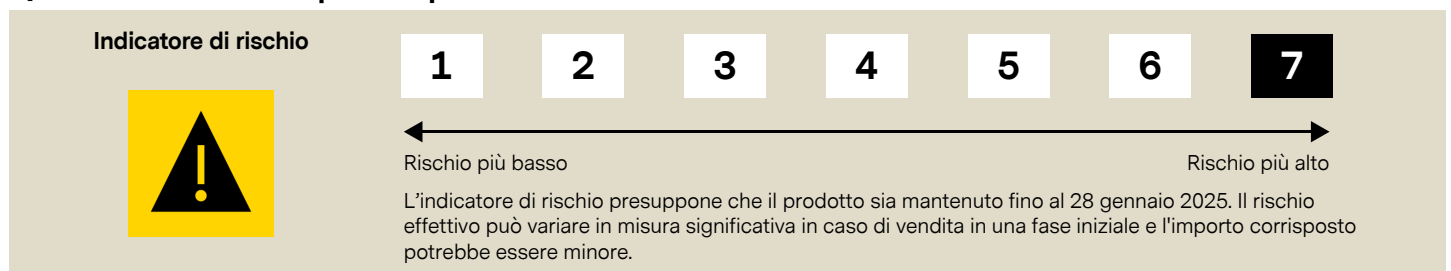 Indicatore di rischio
1 2 3 4 5 6 7
Rischio più basso Rischio più alto
L'indicatore di rischio presuppone che il prodotto sia mantenuto fino al 28 gennaio 2025. Il rischio
effettivo può variare in misura significativa in caso di vendita in una fase iniziale e l'importo corrisposto
potrebbe essere minore.